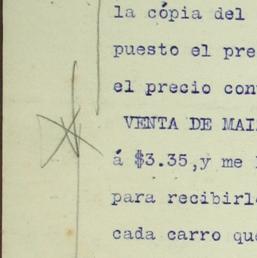 la cópia del
puesto el pre
el precio con
VENTA DE MAI
á $3.35,y me
para recibirl
cada carro que